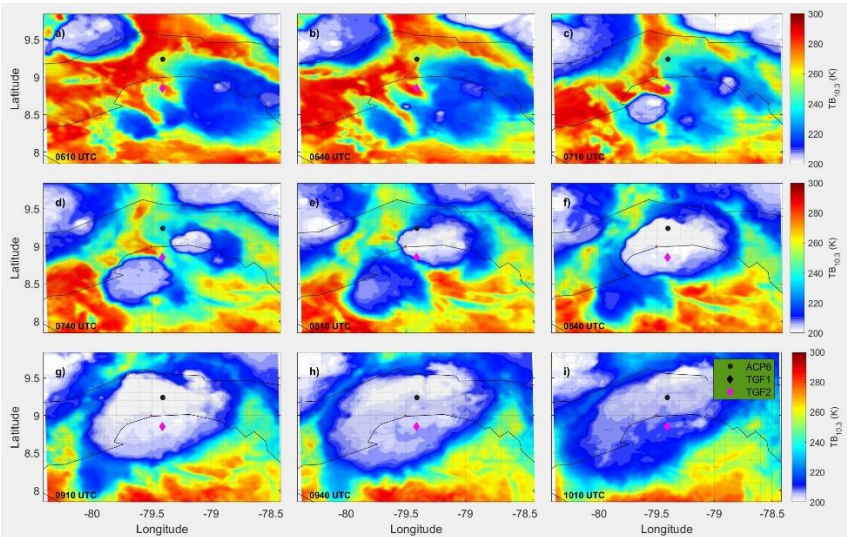 a)
b)
c)
9.5
9
8.5
8
Latitude
0610 UTC
0640 UTC
0710 UTC
300
280
260
240
220
200
TB10.3 (K)
d)
e)
f)
9.5
9
8.5
8
Latitude
0740 UTC
0810 UTC
0840 UTC
300
280
260
240
220
200
TB10.3 (K)
g)
h)
i)
ACP6
TGF1
TGF2
9.5
9
8.5
8
Latitude
0910 UTC
0940 UTC
1010 UTC
300
280
260
240
220
200
TB10.3 (K)
-80 -79.5 -79 -78.5
-80 -79.5 -79 -78.5
-80 -79.5 -79 -78.5
Longitude
Longitude
Longitude